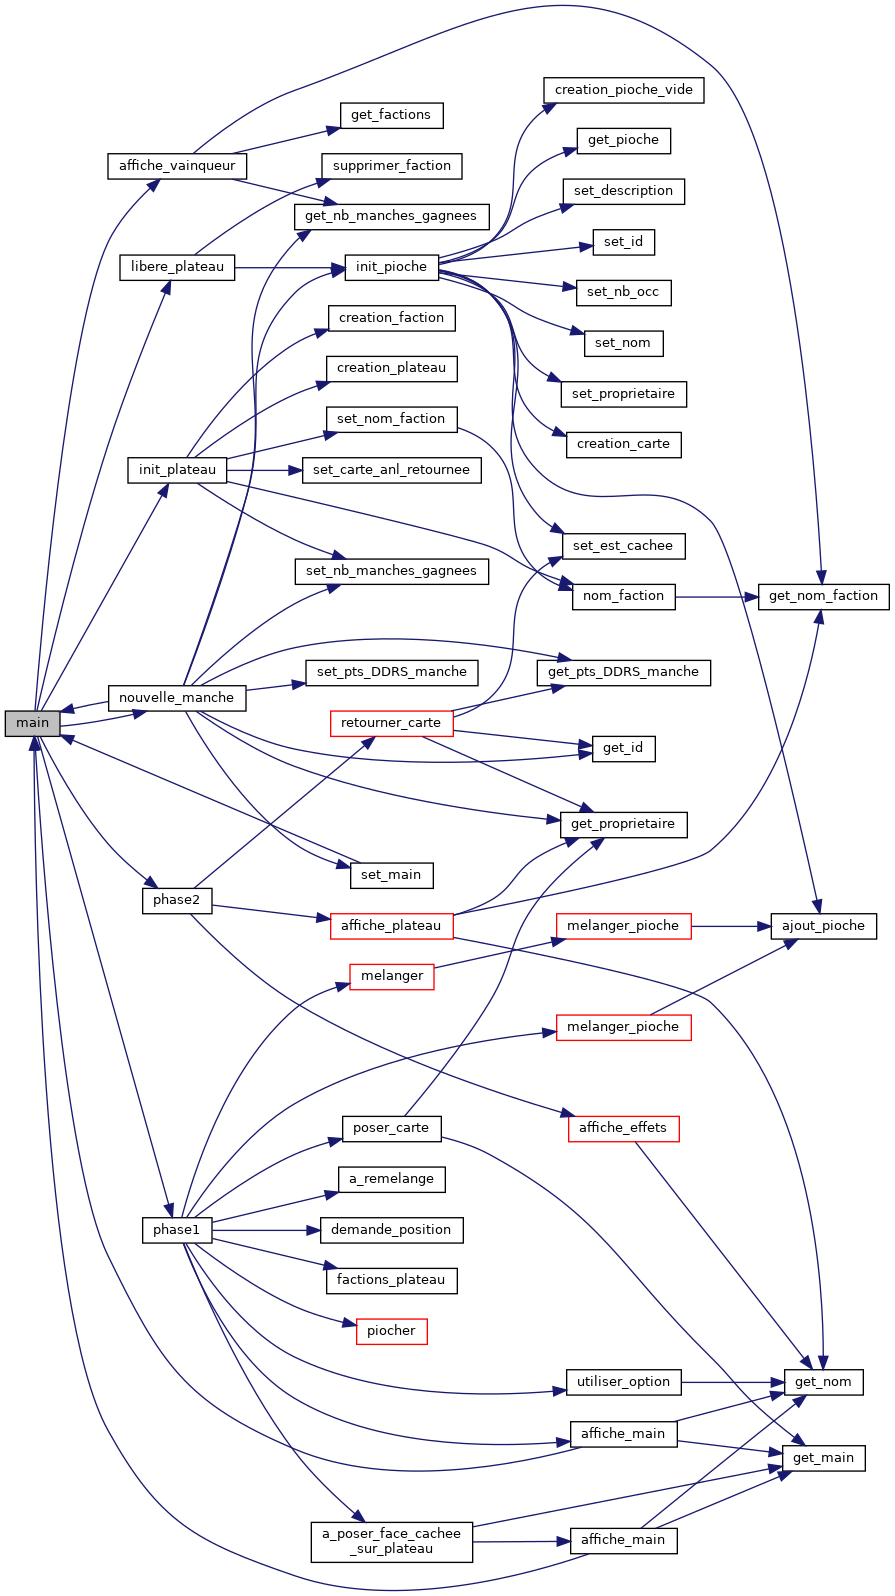 creation_pioche_vide
get_factions
get_pioche
affiche_vainqueur
supprimer_faction
set_description
get_nb_manches_gagnees
set_id
libere_plateau
init_pioche
set_nb_occ
creation_faction
set_nom
creation_plateau
set_proprietaire
set_nom_faction
creation_carte
init_plateau
set_carte_anl_retournee
set_est_cachee
set_nb_manches_gagnees
nom_faction
get_nom_faction
set_pts_DDRS_manche
get_pts_DDRS_manche
nouvelle_manche
main
retourner_carte
get_id
get_proprietaire
set_main
phase2
affiche_plateau
melanger_pioche
ajout_pioche
melanger
melanger_pioche
poser_carte
affiche_effets
a_remelange
phase1
demande_position
factions_plateau
piocher
utiliser_option
get_nom
affiche_main
get_main
a_poser_face_cachee
_sur_plateau
affiche_main